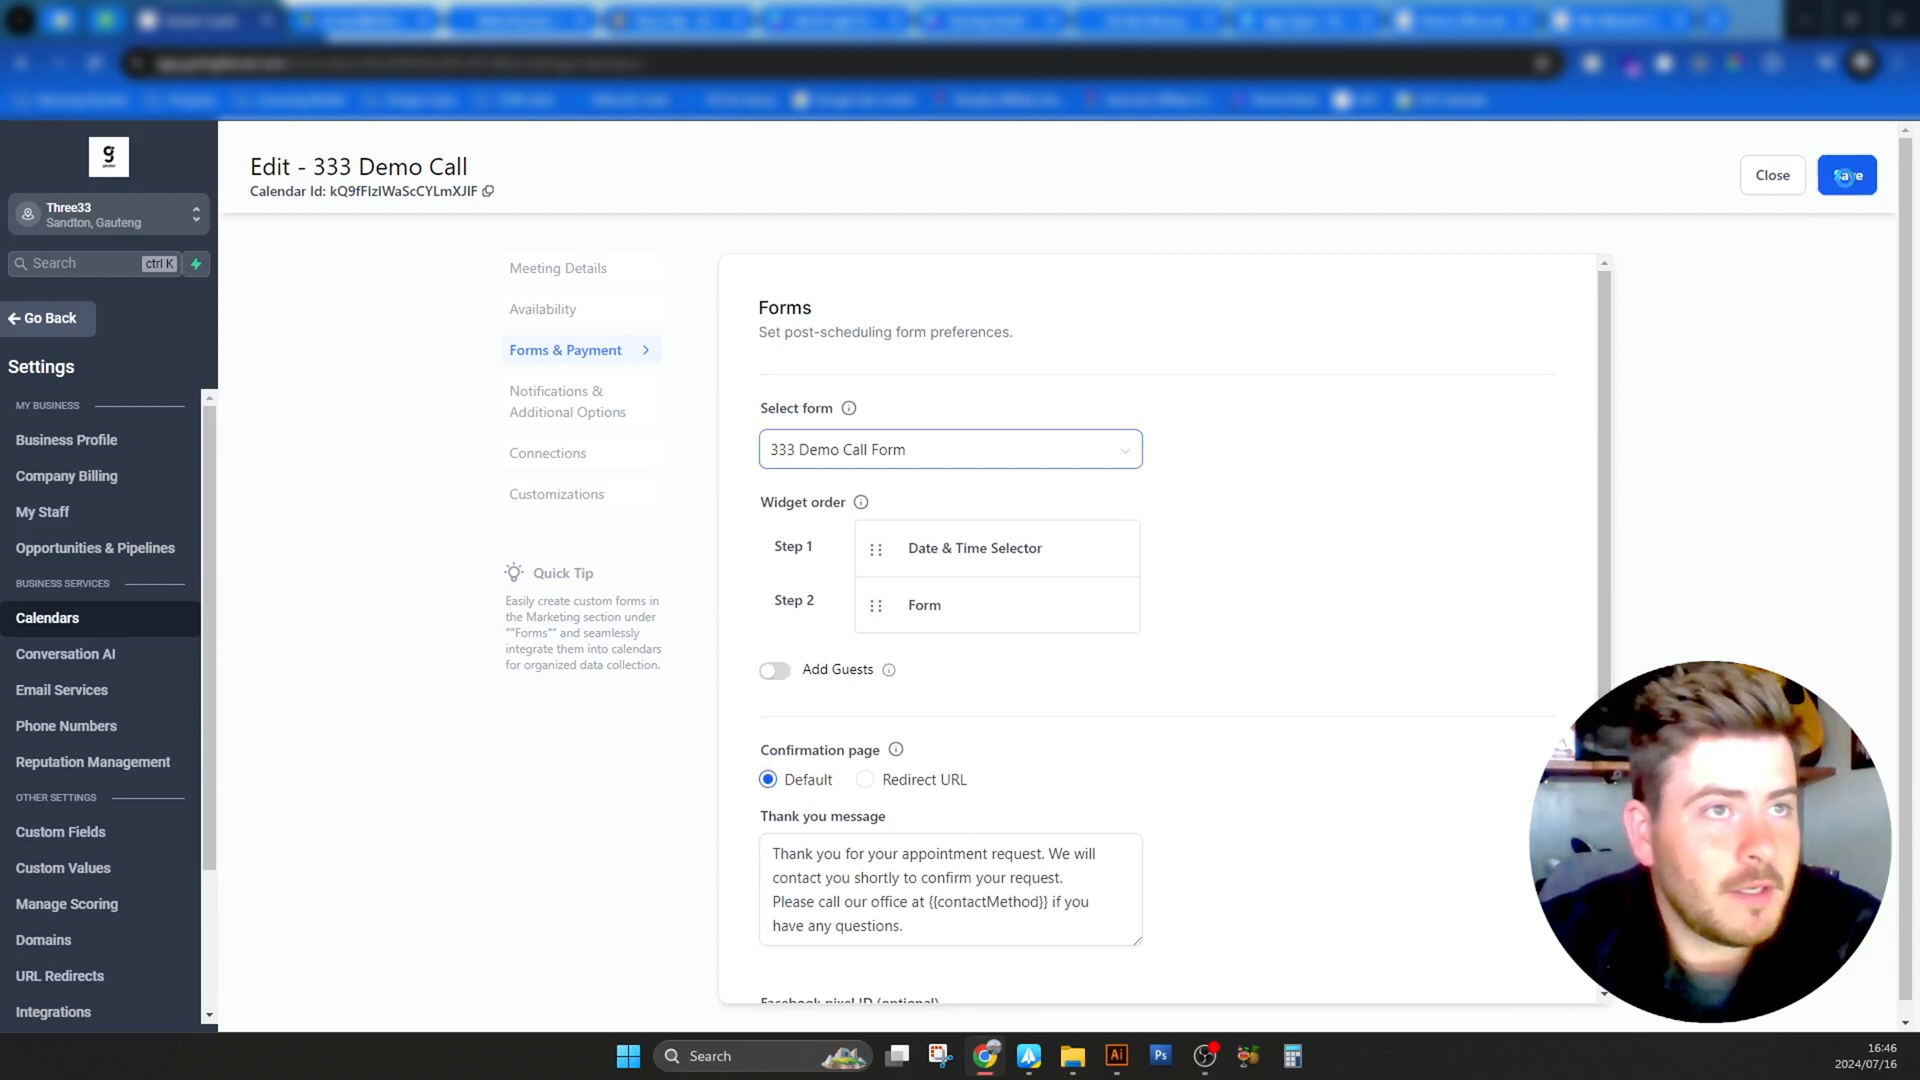 Edit - 333 Demo Call
Calendar Id: kQ9fFIzIWaScCYLmXJIF
Close
Save
g
Three33
Sandton, Gauteng
Search
ctrl K
Go Back
Settings
MY BUSINESS
Business Profile
Company Billing
My Staff
Opportunities & Pipelines
BUSINESS SERVICES
Calendars
Conversation AI
Email Services
Phone Numbers
Reputation Management
OTHER SETTINGS
Custom Fields
Custom Values
Manage Scoring
Domains
URL Redirects
Integrations
Meeting Details
Availability
Forms & Payment
Notifications &
Additional Options
Connections
Customizations
Quick Tip
Easily create custom forms in
the Marketing section under
""Forms"" and seamlessly
integrate them into calendars
for organized data collection.
Forms
Set post-scheduling form preferences.
Select form
333 Demo Call Form
Widget order
Step 1
Date & Time Selector
Step 2
Form
Add Guests
Confirmation page
Default
Redirect URL
Thank you message
Thank you for your appointment request. We will
contact you shortly to confirm your request.
Please call our office at {{contactMethod}} if you
have any questions.
Facebook pixel ID (optional)
Search
Ai
Ps
16:46
2024/07/16